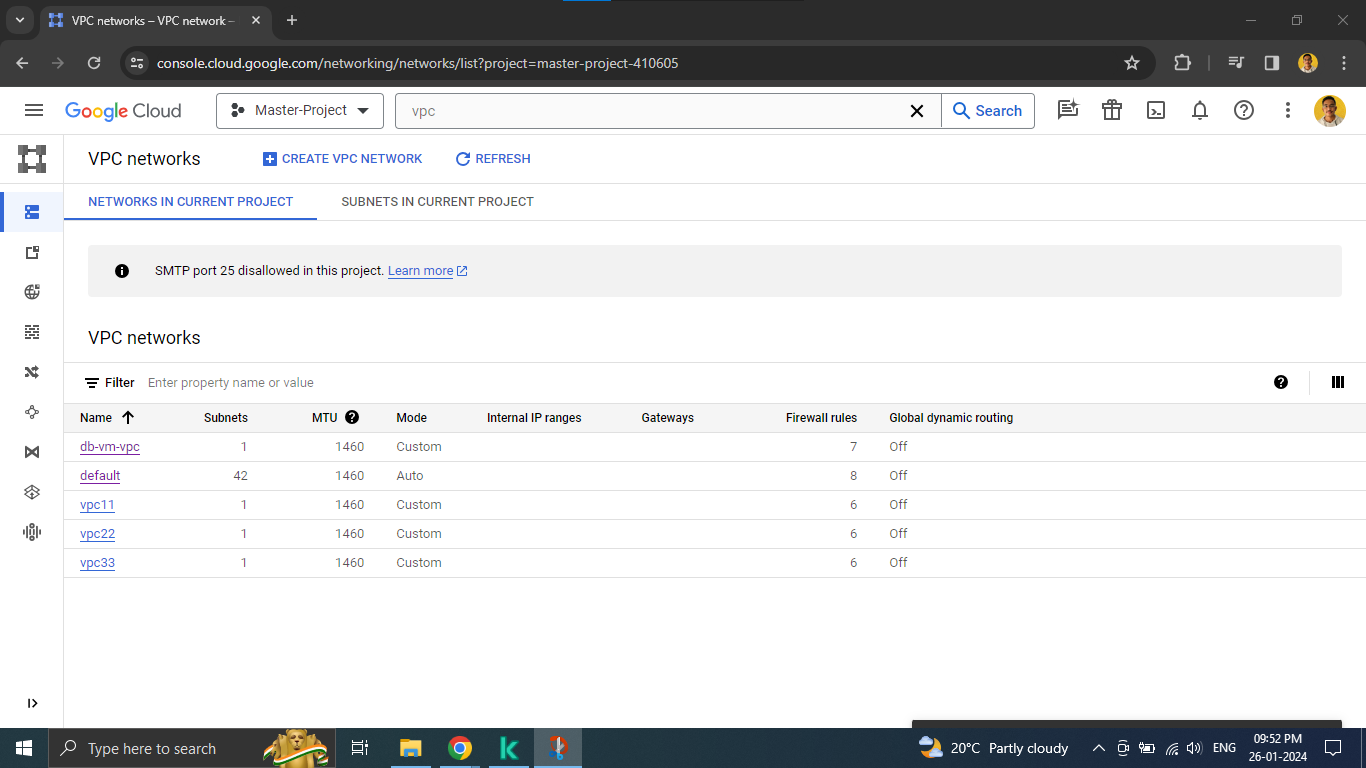 VPC networks – VPC network –
console.cloud.google.com/networking/networks/list?project=master-project-410605
Google Cloud
Master-Project
vpc
Search
VPC networks
CREATE VPC NETWORK
REFRESH
NETWORKS IN CURRENT PROJECT
SUBNETS IN CURRENT PROJECT
SMTP port 25 disallowed in this project. Learn more
VPC networks
Filter Enter property name or value
Name Subnets MTU Mode Internal IP ranges Gateways Firewall rules Global dynamic routing
db-vm-vpc 1 1460 Custom 7 Off
default 42 1460 Auto 8 Off
vpc11 1 1460 Custom 6 Off
vpc22 1 1460 Custom 6 Off
vpc33 1 1460 Custom 6 Off
Type here to search
20°C Partly cloudy
ENG
09:52 PM
26-01-2024